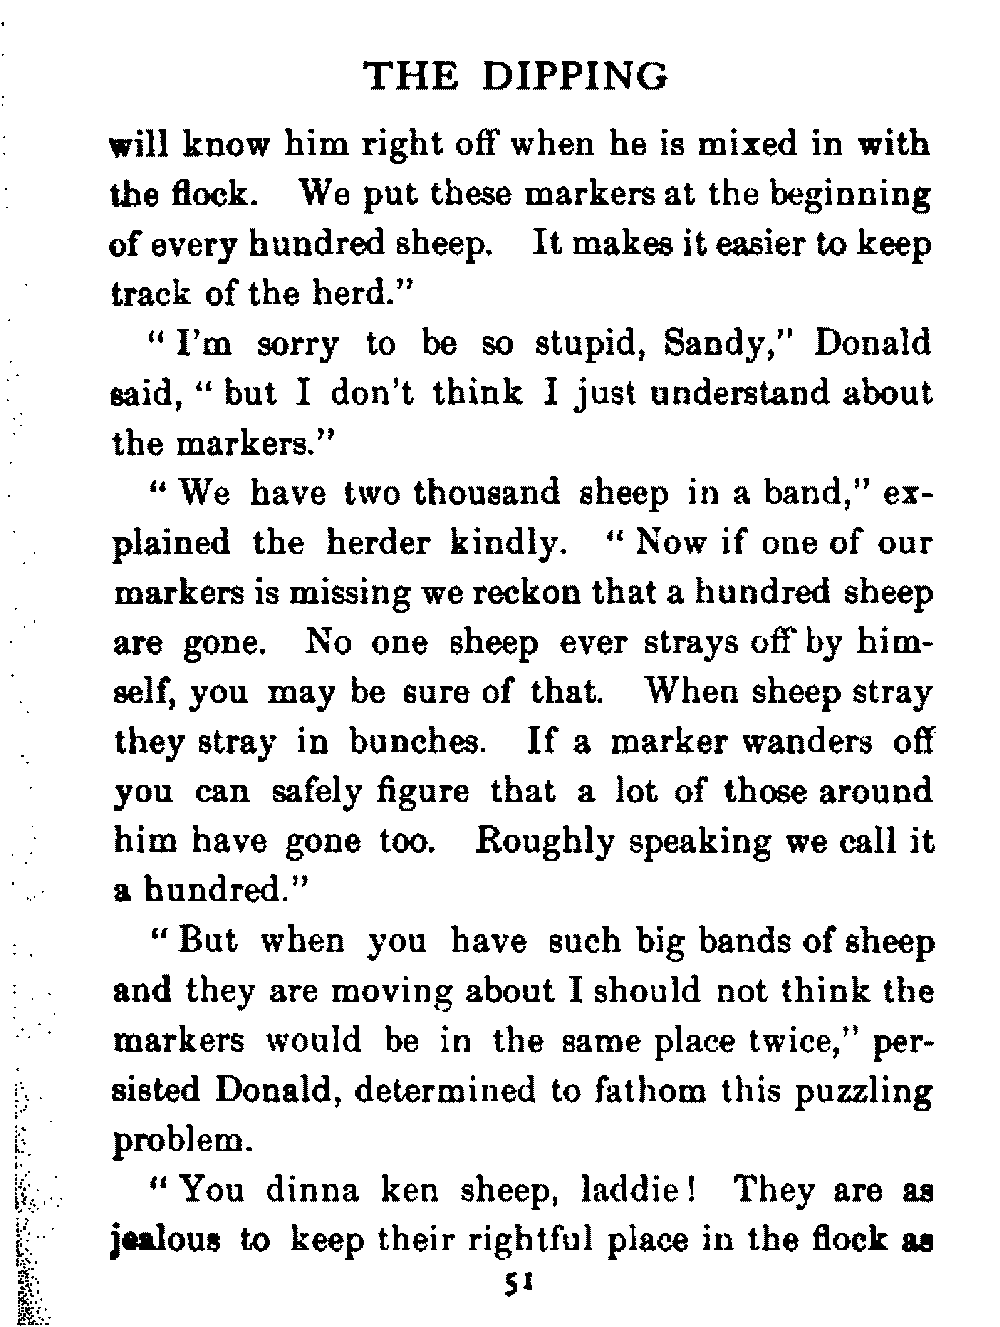 THE DIPPING
will know him right off when he is mixed in with
the flock. We put these markers at the beginning
of every hundred sheep. It makes it easier to keep
track of the herd."
"I'm sorry to be so stupid, Sandy," Donald
said, "but I don't think I just understand about
the markers."
"We have two thousand sheep in a band," ex-
plained the herder kindly. "Now if one of our
markers is missing we reckon that a hundred sheep
are gone. No one sheep ever strays off by him-
self, you may be sure of that. When sheep stray
they stray in bunches. If a marker wanders off
you can safely figure that a lot of those around
him have gone too. Roughly speaking we call it
a hundred."
"But when you have such big bands of sheep
and they are moving about I should not think the
markers would be in the same place twice," per-
sisted Donald, determined to fathom this puzzling
problem.
"You dinna ken sheep, laddie! They are as
jealous to keep their rightful place in the flock as
51